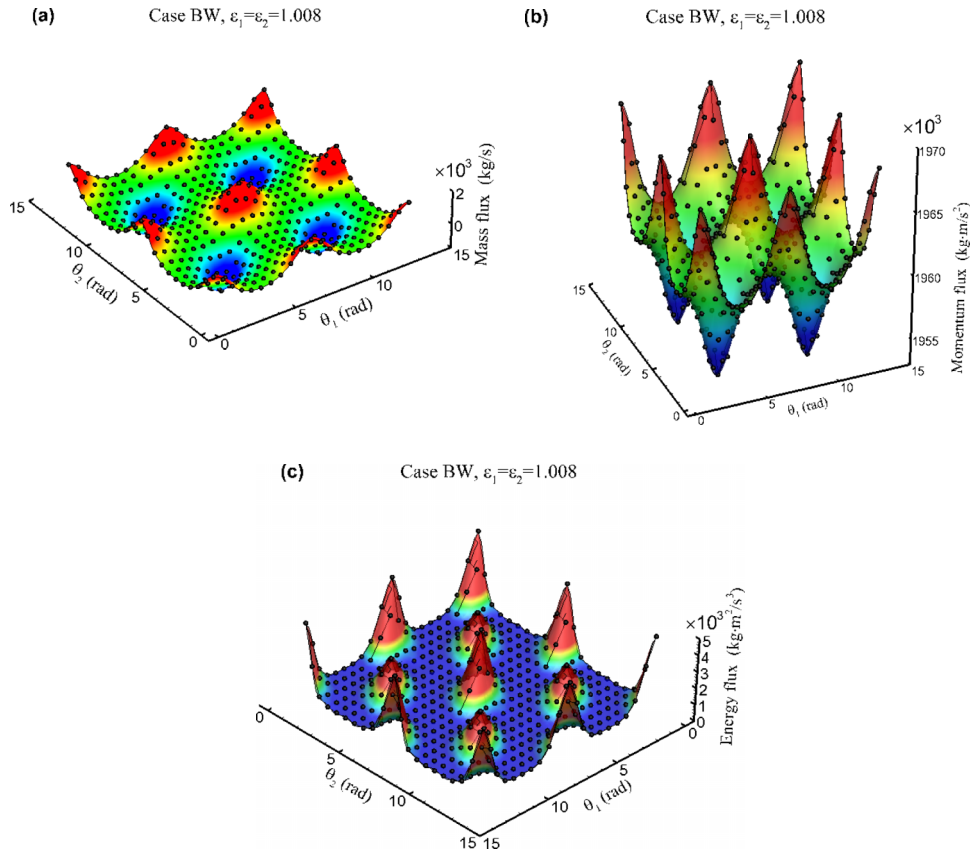 (a)
Case BW, ε₁=ε₂=1.008
×10³
2
0
Mass flux (kg/s)
15
10
5
0
θ₂ (rad)
0
5
10
15
θ₁ (rad)
(b)
Case BW, ε₁=ε₂=1.008
×10³
1970
1965
1960
1955
Momentum flux (kg·m/s²)
15
10
5
0
θ₂ (rad)
0
5
10
15
θ₁ (rad)
(c)
Case BW, ε₁=ε₂=1.008
×10³
5
4
3
2
1
0
Energy flux (kg·m²/s³)
0
5
10
15
θ₂ (rad)
15
10
5
0
θ₁ (rad)